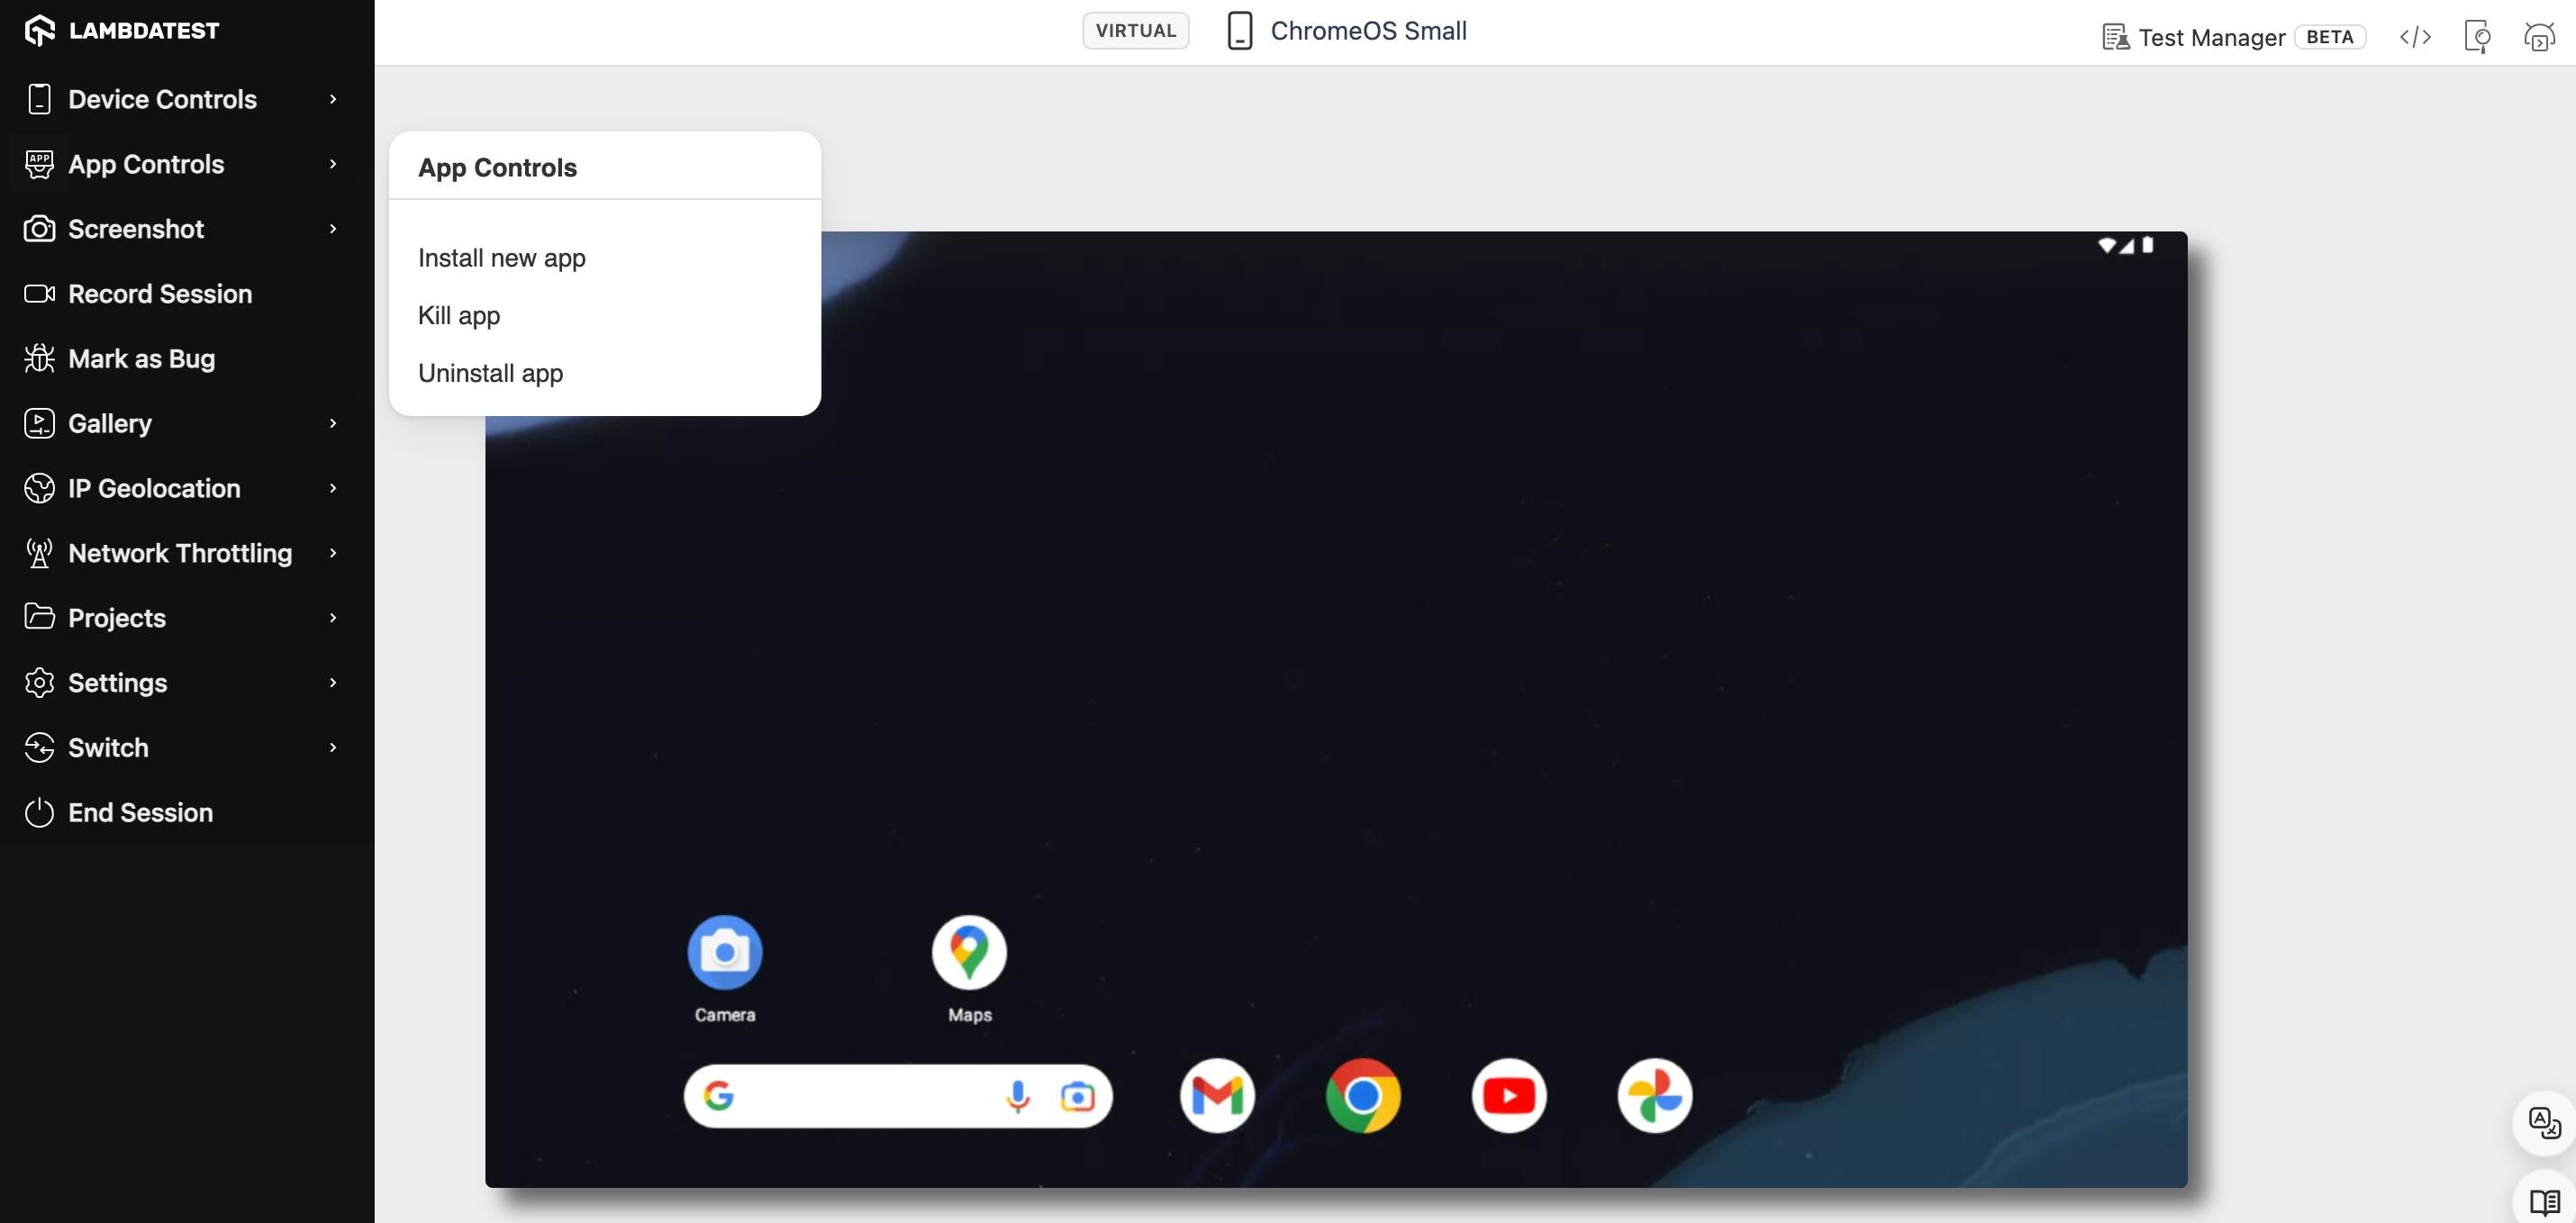 LAMBDATEST
Device Controls
APP
App Controls
Screenshot
Record Session
Mark as Bug
Gallery
IP Geolocation
Network Throttling
Projects
Settings
Switch
End Session
VIRTUAL
ChromeOS Small
Test Manager BETA
App Controls
Install new app
Kill app
Uninstall app
Camera
Maps